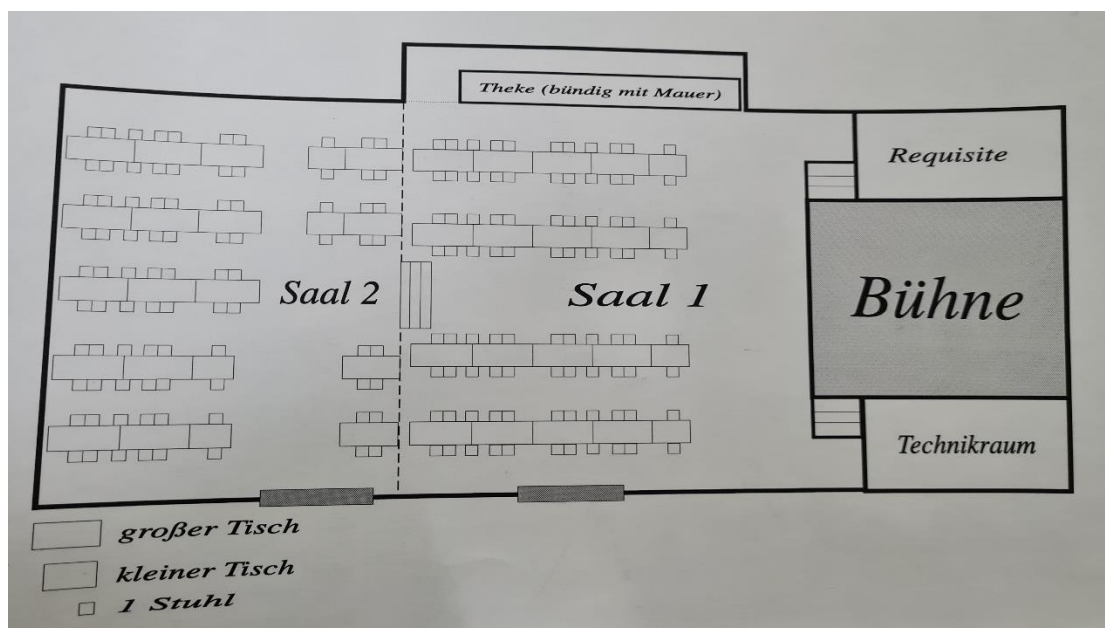 Theke (bündig mit Mauer)
Requisite
Saal 2
Saal 1
Bühne
Technikraum
großer Tisch
kleiner Tisch
1 Stuhl